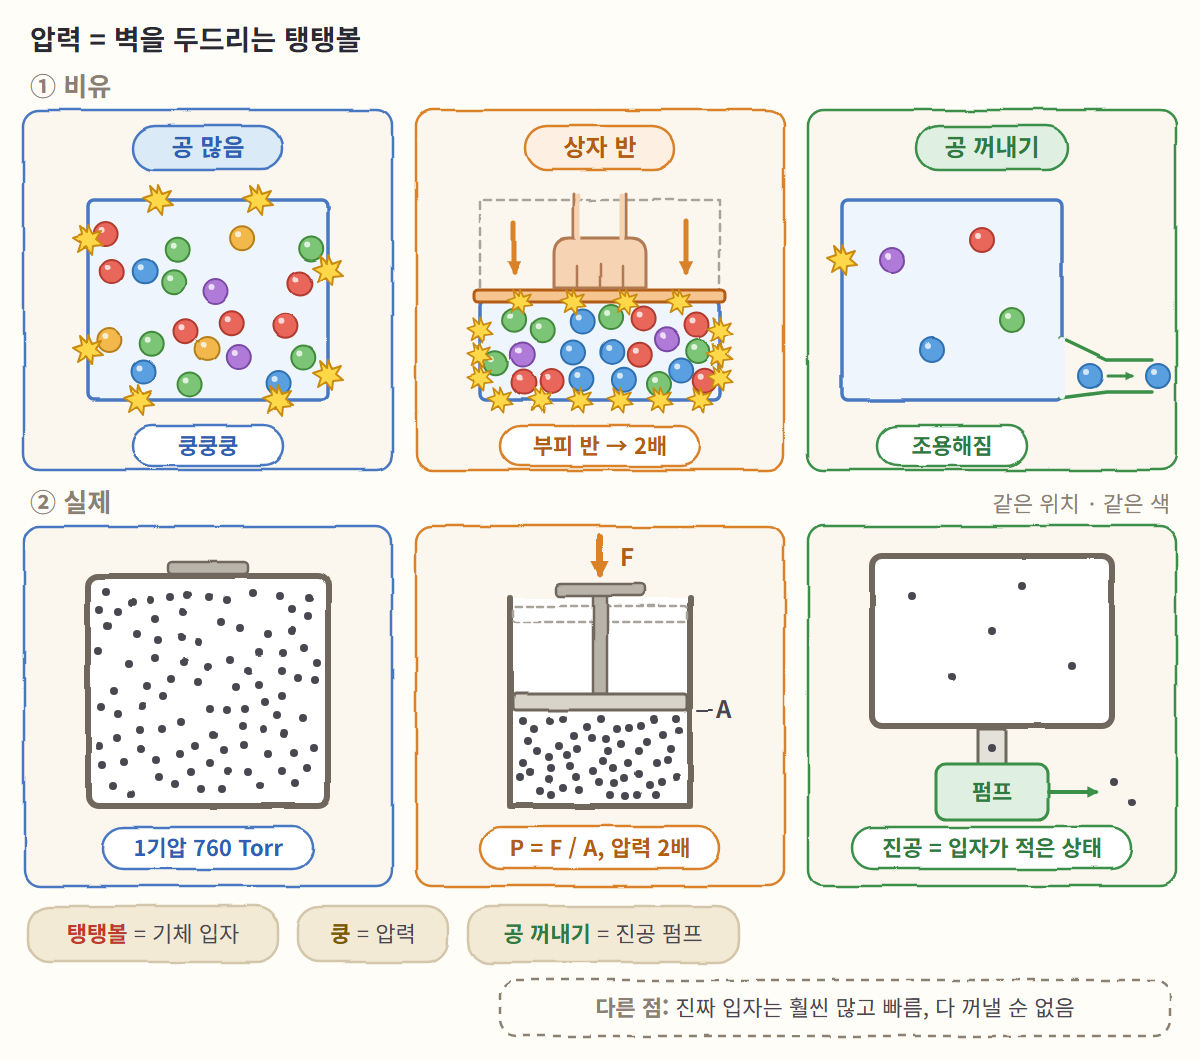 압력 = 벽을 두드리는 탱탱볼
① 비유
공 많음
상자 반
공 꺼내기
쿵쿵쿵
부피 반 → 2배
조용해짐
② 실제
같은 위치 · 같은 색
F
A
펌프
1기압 760 Torr
P = F / A, 압력 2배
진공 = 입자가 적은 상태
탱탱볼 = 기체 입자
쿵 = 압력
공 꺼내기 = 진공 펌프
다른 점: 진짜 입자는 훨씬 많고 빠름, 다 꺼낼 순 없음